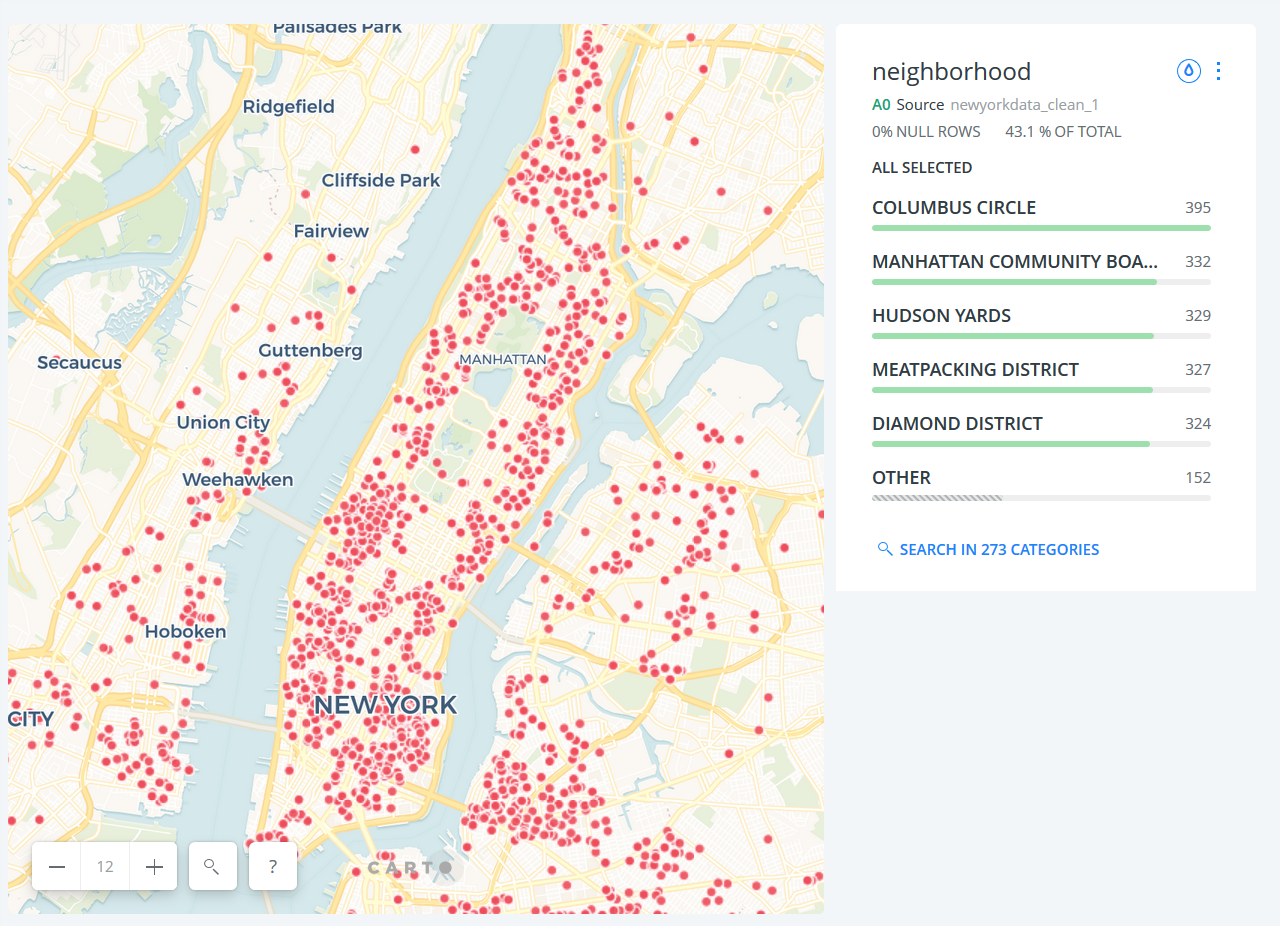 Palisades Park
Ridgefield
Cliffside Park
Fairview
Guttenberg
Secaucus
MANHATTAN
Union City
Weehawken
Hoboken
NEW YORK
CITY
12
?
CARTO
neighborhood
A0 Source newyorkdata_clean_1
0% NULL ROWS 43.1 % OF TOTAL
ALL SELECTED
COLUMBUS CIRCLE 395
MANHATTAN COMMUNITY BOA... 332
HUDSON YARDS 329
MEATPACKING DISTRICT 327
DIAMOND DISTRICT 324
OTHER 152
SEARCH IN 273 CATEGORIES